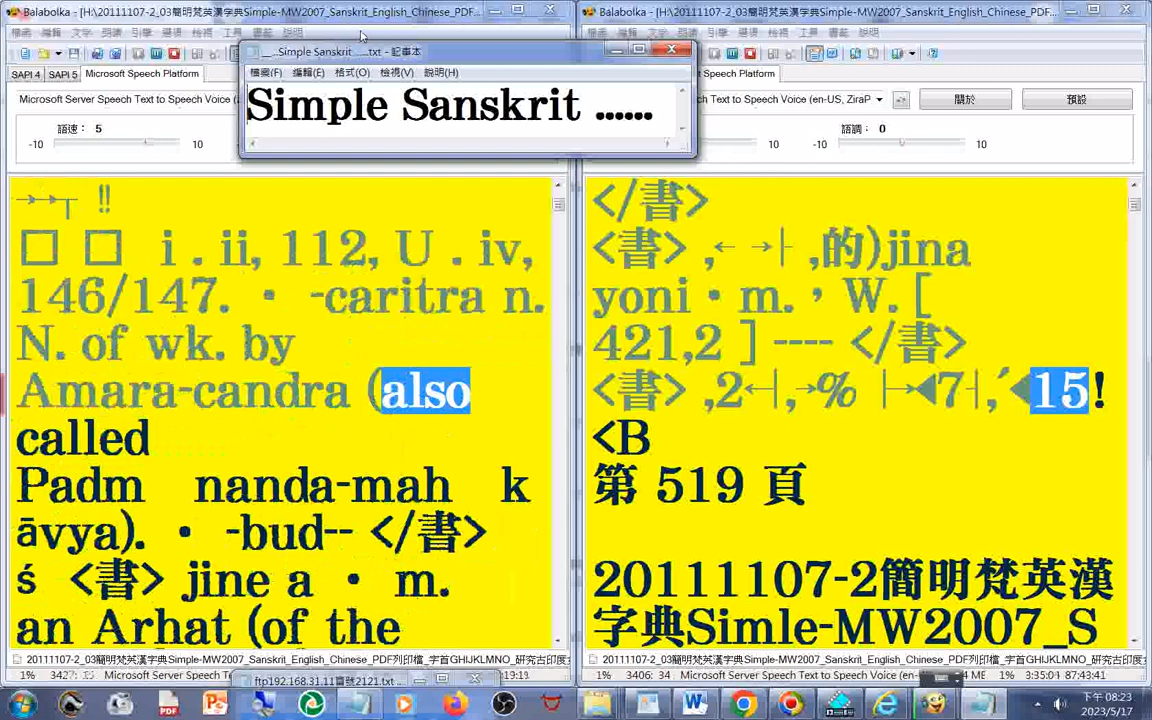 Balabolka - [H:\20111107-2_03簡明梵英漢字典Simple-MW2007_Sanskrit_English_Chinese_PDF...
Balabolka - [H:\20111107-2_03簡明梵英漢字典Simple-MW2007_Sanskrit_English_Chinese_PDF...
__...Simple Sanskrit ......txt - 記事本
檔案(F) 編輯(E) 格式(O) 檢視(V) 說明(H)
Simple Sanskrit ......
SAPI 4 SAPI 5 Microsoft Speech Platform
Speech Platform
Microsoft Server Speech Text to Speech Voice
ch Text to Speech Voice (en-US, ZiraP
關於 預設
語速： 5
語調： 0
-10 10
10 -10 10
!!
i . ii, 112, U . iv,
146/147. · -caritra n.
N. of wk. by
Amara-candra (also
called
Padm nanda-mah k
āvya). · -bud-- </書>
ś <書> jine a · m.
an Arhat (of the
</書>
<書> ,←→├ ,的)jina
yoni · m. , W. [
421,2 ] ---- </書>
<書> ,2←┤,→% ├→◀7┤,´◀15!
<B
第 519 頁
20111107-2簡明梵英漢
字典Simle-MW2007_S
20111107-2_03簡明梵英漢字典Simple-MW2007_Sanskrit_English_Chinese_PDF列印檔_字首GHIJKLMNO_研究古印度
20111107-2_03簡明梵英漢字典Simple-MW2007_Sanskrit_English_Chinese_PDF列印檔_字首GHIJKLMNO_研究古印度
1% Microsoft Server Speech
ftp192.168.31.11
1% 3406: 34 Microsoft Server Speech Text to Speech Voice (en-
1% 3:35:04 87:43:41
下午 08:23
2023/5/17